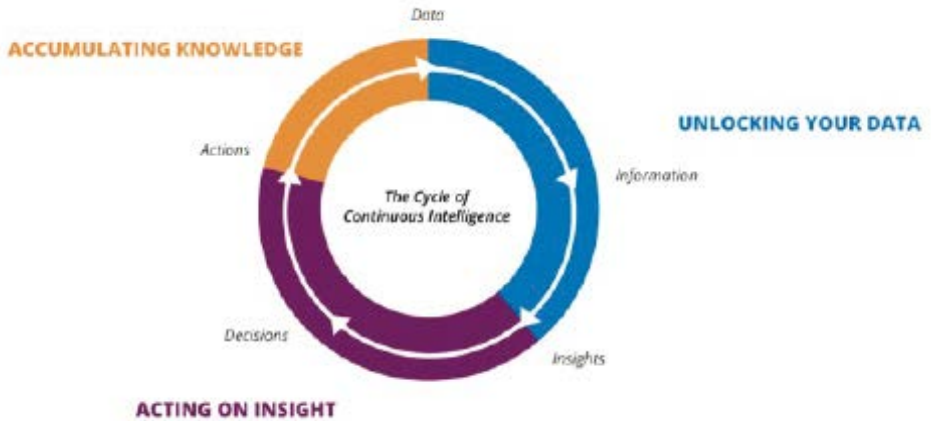 Data
ACCUMULATING KNOWLEDGE
UNLOCKING YOUR DATA
Actions
Information
The Cycle of
Continuous Intelligence
Decisions
Insights
ACTING ON INSIGHT